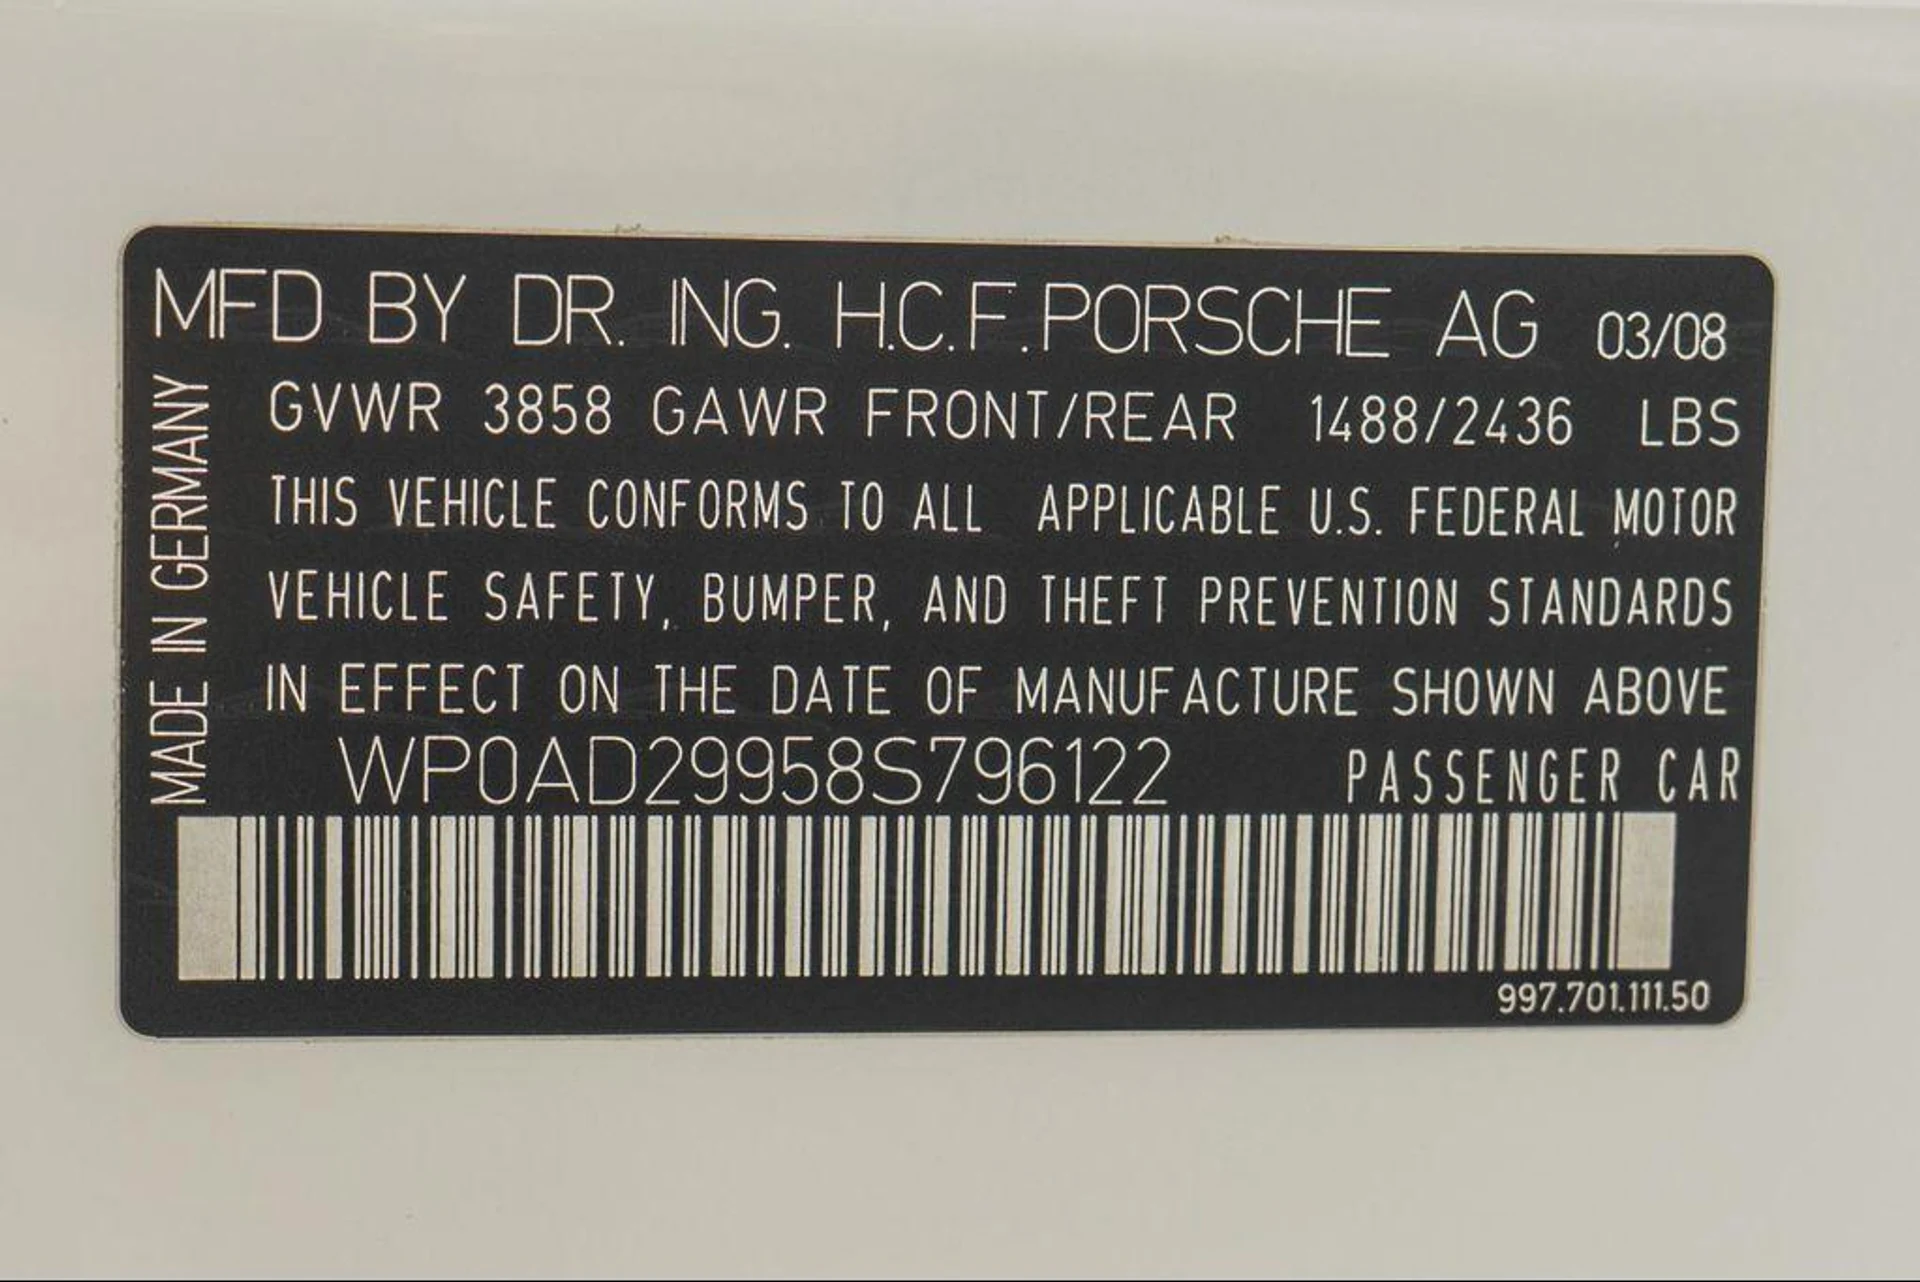 MFD BY DR. ING. H.C.F.PORSCHE AG 03/08
GVWR 3858 GAWR FRONT/REAR 1488/2436 LBS
THIS VEHICLE CONFORMS TO ALL APPLICABLE U.S. FEDERAL MOTOR
VEHICLE SAFETY, BUMPER, AND THEFT PREVENTION STANDARDS
IN EFFECT ON THE DATE OF MANUFACTURE SHOWN ABOVE
WP0AD29958S796122 PASSENGER CAR
MADE IN GERMANY
997.701.111.50